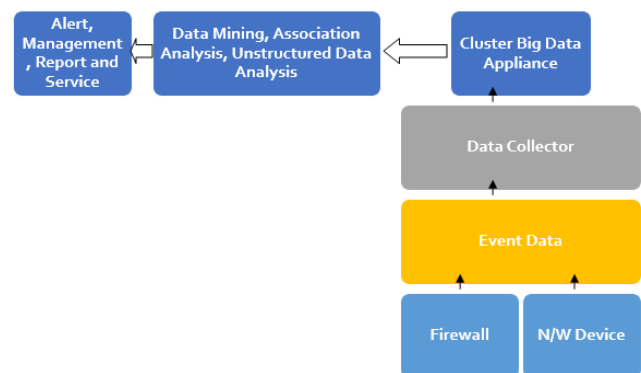 Alert,
Management
, Report and
Service
Data Mining, Association
Analysis, Unstructured Data
Analysis
Cluster Big Data
Appliance
Data Collector
Event Data
Firewall
N/W Device